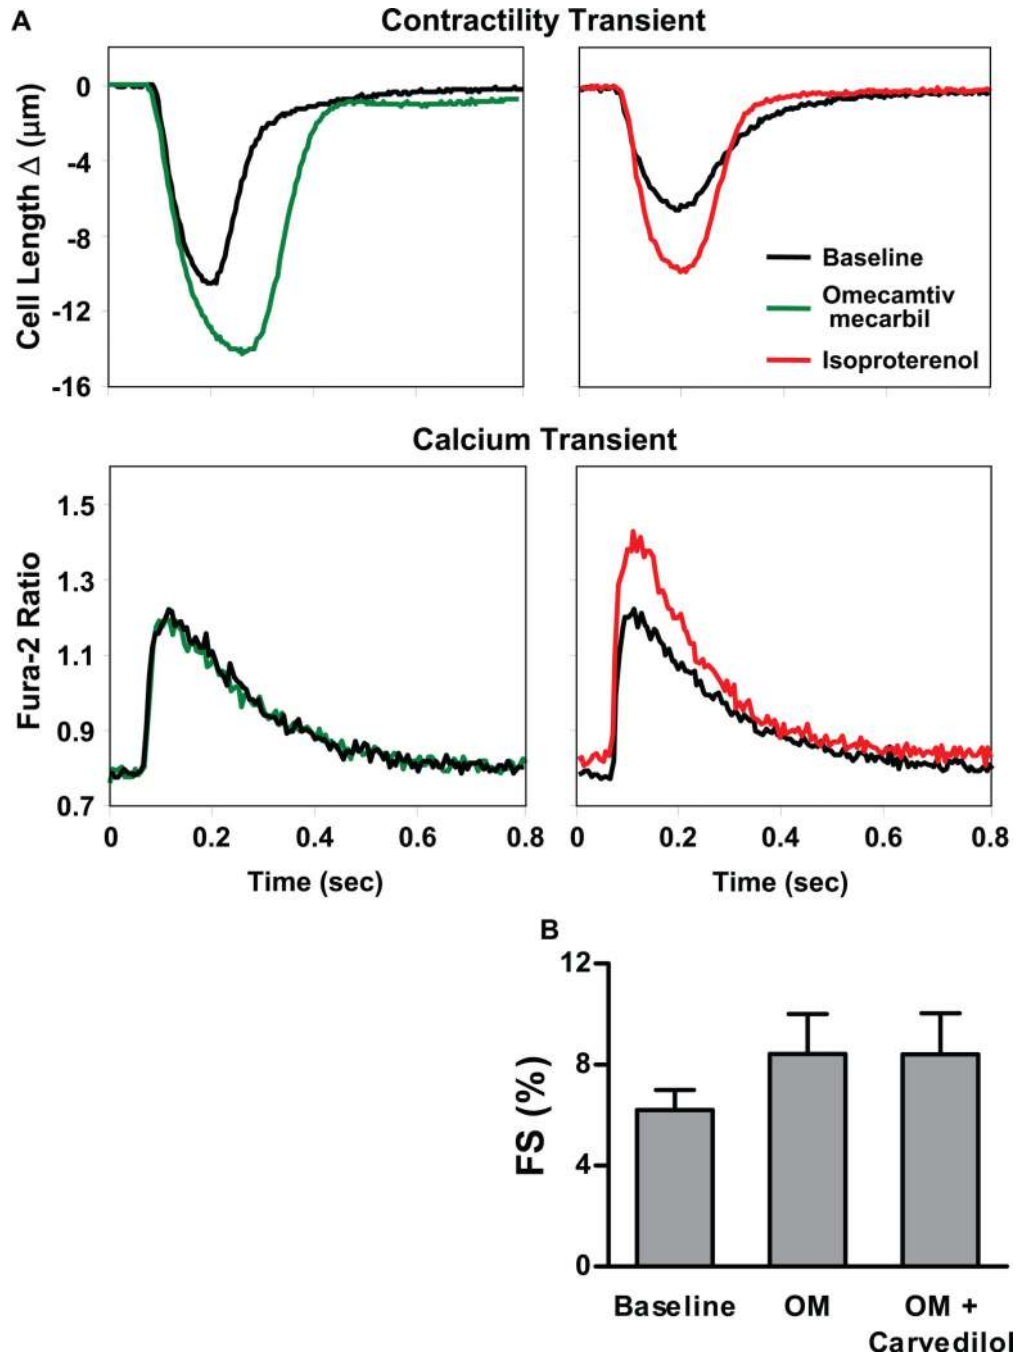 A
Contractility Transient
Cell Length Δ (µm)
0
-4
-8
-12
-16
Baseline
Omecamtiv
mecarbil
Isoproterenol
Calcium Transient
Fura-2 Ratio
1.5
1.3
1.1
0.9
0.7
0 0.2 0.4 0.6 0.8
0 0.2 0.4 0.6 0.8
Time (sec)
Time (sec)
B
FS (%)
12
8
4
0
Baseline
OM
OM +
Carvedilol